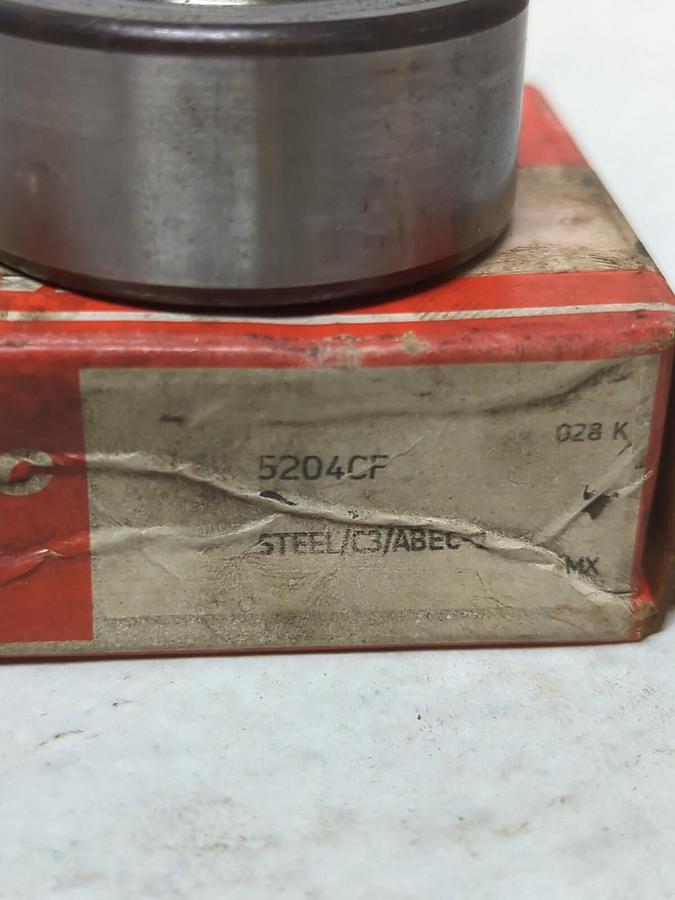 028 K
5204CF
STEEL/C3/ABEC
MX